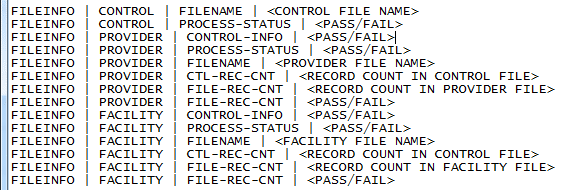 FILEINFO | CONTROL | FILENAME | <CONTROL FILE NAME>
FILEINFO | CONTROL | PROCESS-STATUS | <PASS/FAIL>
FILEINFO | PROVIDER | CONTROL-INFO | <PASS/FAIL>
FILEINFO | PROVIDER | PROCESS-STATUS | <PASS/FAIL>
FILEINFO | PROVIDER | FILENAME | <PROVIDER FILE NAME>
FILEINFO | PROVIDER | CTL-REC-CNT | <RECORD COUNT IN CONTROL FILE>
FILEINFO | PROVIDER | FILE-REC-CNT | <RECORD COUNT IN PROVIDER FILE>
FILEINFO | PROVIDER | FILE-REC-CNT | <PASS/FAIL>
FILEINFO | FACILITY | CONTROL-INFO | <PASS/FAIL>
FILEINFO | FACILITY | PROCESS-STATUS | <PASS/FAIL>
FILEINFO | FACILITY | FILENAME | <FACILITY FILE NAME>
FILEINFO | FACILITY | CTL-REC-CNT | <RECORD COUNT IN CONTROL FILE>
FILEINFO | FACILITY | FILE-REC-CNT | <RECORD COUNT IN FACILITY FILE>
FILEINFO | FACILITY | FILE-REC-CNT | <PASS/FAIL>